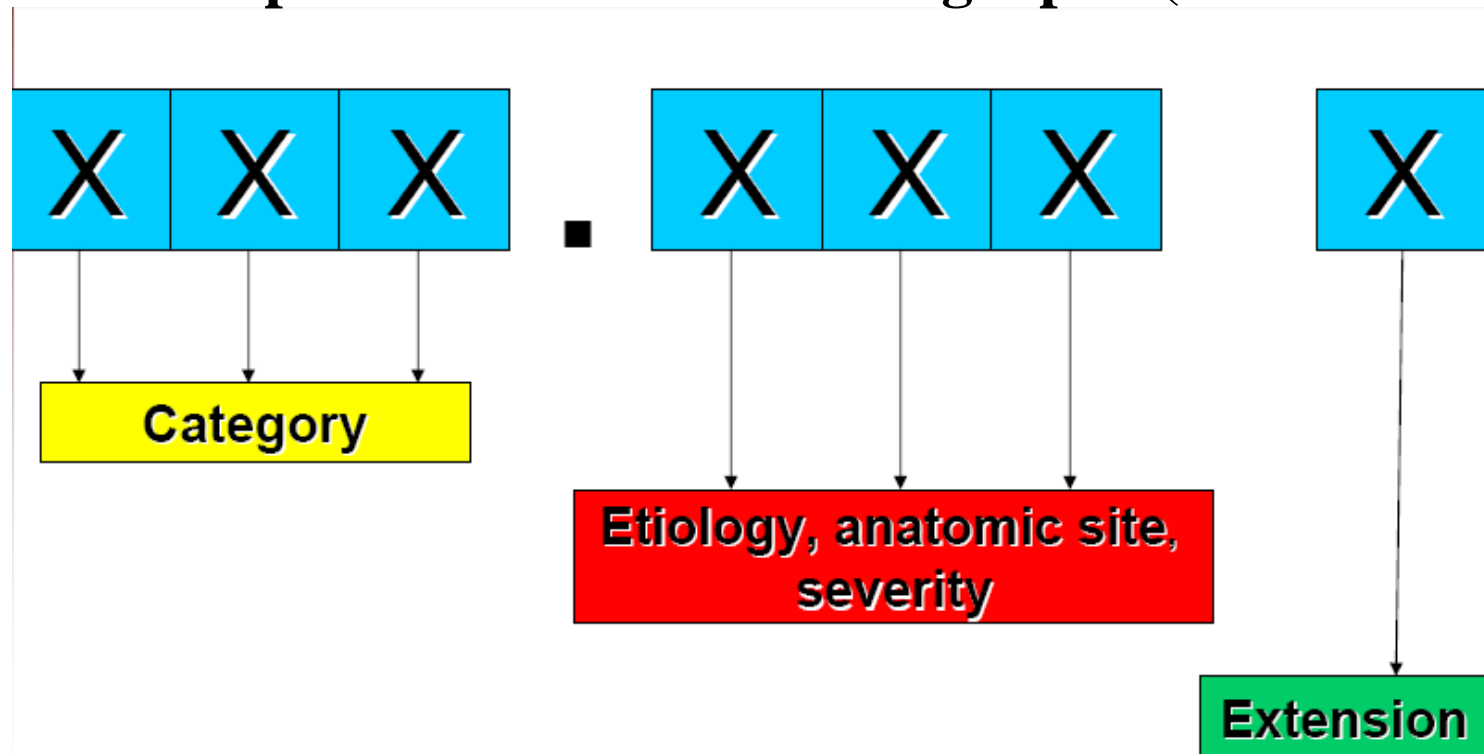 X X X . X X X X
Category
Etiology, anatomic site,
severity
Extension